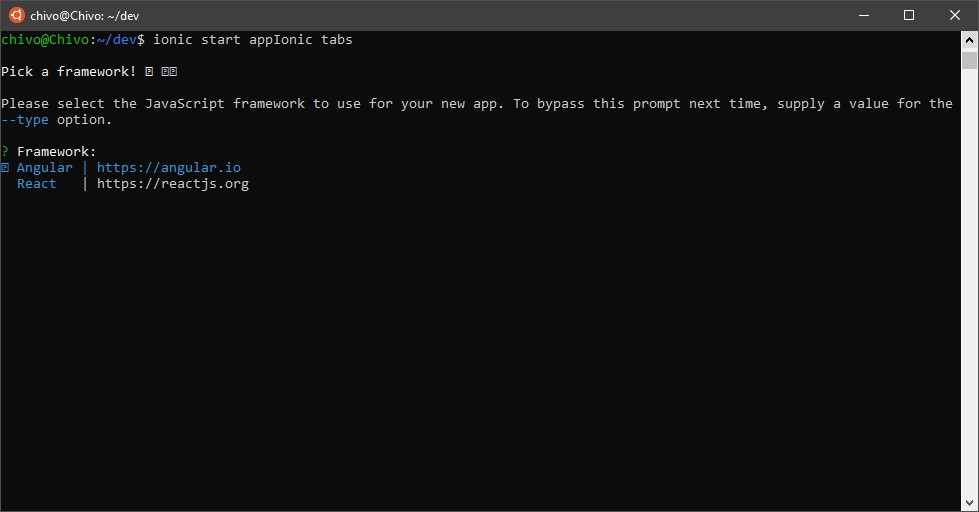 chivo@Chivo: ~/dev
chivo@Chivo:~/dev$ ionic start appIonic tabs
Pick a framework!
Please select the JavaScript framework to use for your new app. To bypass this prompt next time, supply a value for the
--type option.
? Framework:
Angular | https://angular.io
React | https://reactjs.org